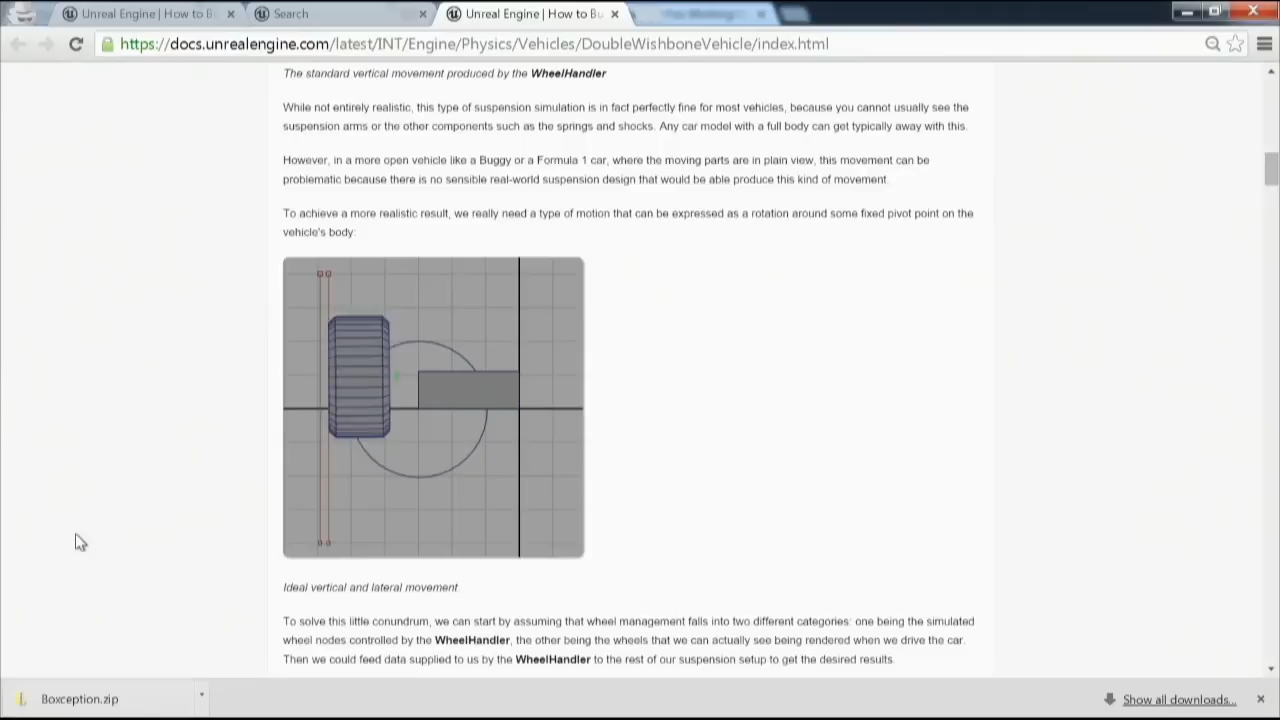 Unreal Engine | How to Bu
Search
Unreal Engine | How to Bu
https://docs.unrealengine.com/latest/INT/Engine/Physics/Vehicles/DoubleWishboneVehicle/index.html
The standard vertical movement produced by the WheelHandler
While not entirely realistic, this type of suspension simulation is in fact perfectly fine for most vehicles, because you cannot usually see the
suspension arms or the other components such as the springs and shocks. Any car model with a full body can get typically away with this.
However, in a more open vehicle like a Buggy or a Formula 1 car, where the moving parts are in plain view, this movement can be
problematic because there is no sensible real-world suspension design that would be able produce this kind of movement.
To achieve a more realistic result, we really need a type of motion that can be expressed as a rotation around some fixed pivot point on the
vehicle's body:
Ideal vertical and lateral movement
To solve this little conundrum, we can start by assuming that wheel management falls into two different categories: one being the simulated
wheel nodes controlled by the WheelHandler, the other being the wheels that we can actually see being rendered when we drive the car.
Then we could feed data supplied to us by the WheelHandler to the rest of our suspension setup to get the desired results.
Boxception.zip
Show all downloads...